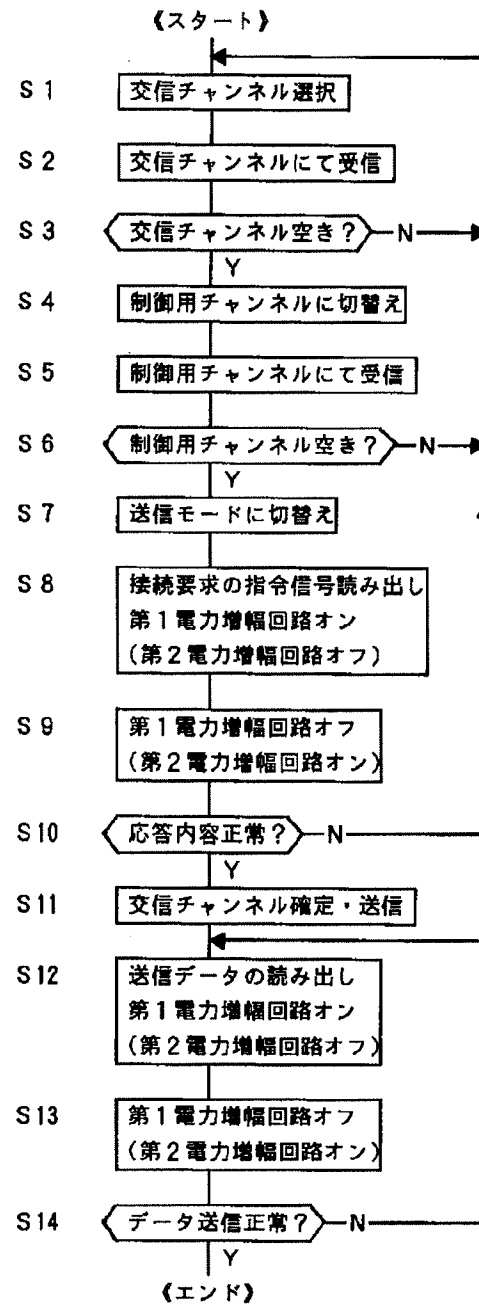 《スタート》
S1 交信チャンネル選択
S2 交信チャンネルにて受信
S3 交信チャンネル空き? N
Y
S4 制御用チャンネルに切替え
S5 制御用チャンネルにて受信
S6 制御用チャンネル空き? N
Y
S7 送信モードに切替え
S8 接続要求の指令信号読み出し
第1電力増幅回路オン
(第2電力増幅回路オフ)
S9 第1電力増幅回路オフ
(第2電力増幅回路オン)
S10 応答内容正常? N
Y
S11 交信チャンネル確定・送信
S12 送信データの読み出し
第1電力増幅回路オン
(第2電力増幅回路オフ)
S13 第1電力増幅回路オフ
(第2電力増幅回路オン)
S14 データ送信正常? N
Y
《エンド》